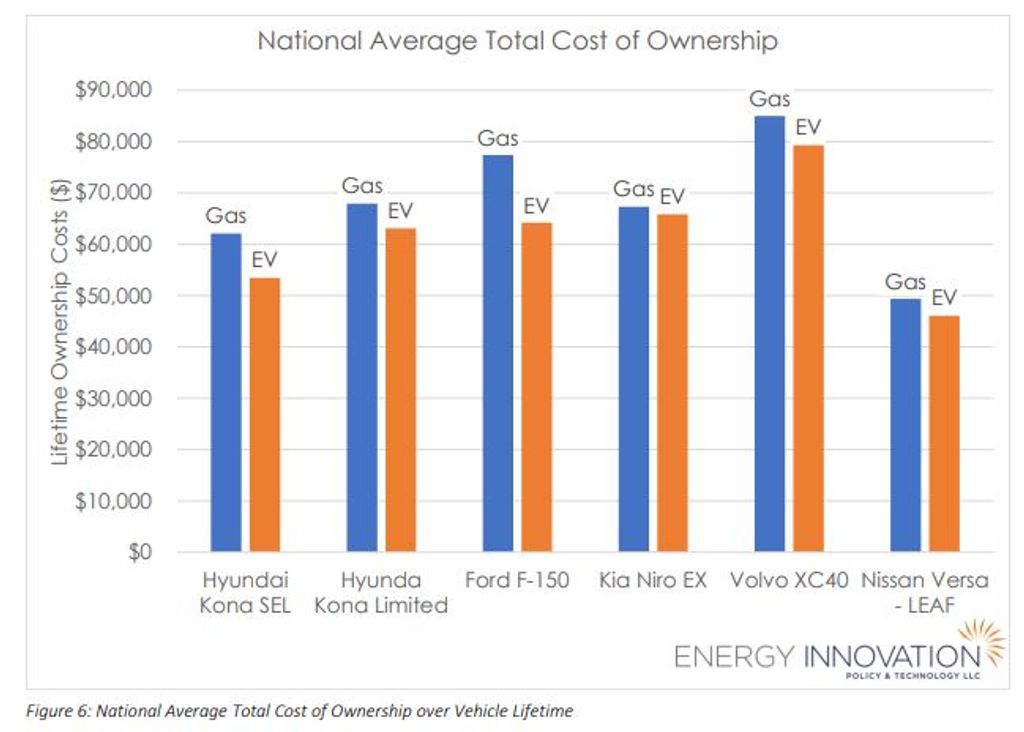 National Average Total Cost of Ownership
Lifetime Ownership Costs ($)
$90,000
$80,000
$70,000
$60,000
$50,000
$40,000
$30,000
$20,000
$10,000
$0
Gas
EV
Gas
EV
Gas
EV
Gas
EV
Gas
EV
Gas
EV
Hyundai
Kona SEL
Hyunda
Kona Limited
Ford F-150
Kia Niro EX
Volvo XC40
Nissan Versa
- LEAF
ENERGY INNOVATION
POLICY & TECHNOLOGY LLC
Figure 6: National Average Total Cost of Ownership over Vehicle Lifetime